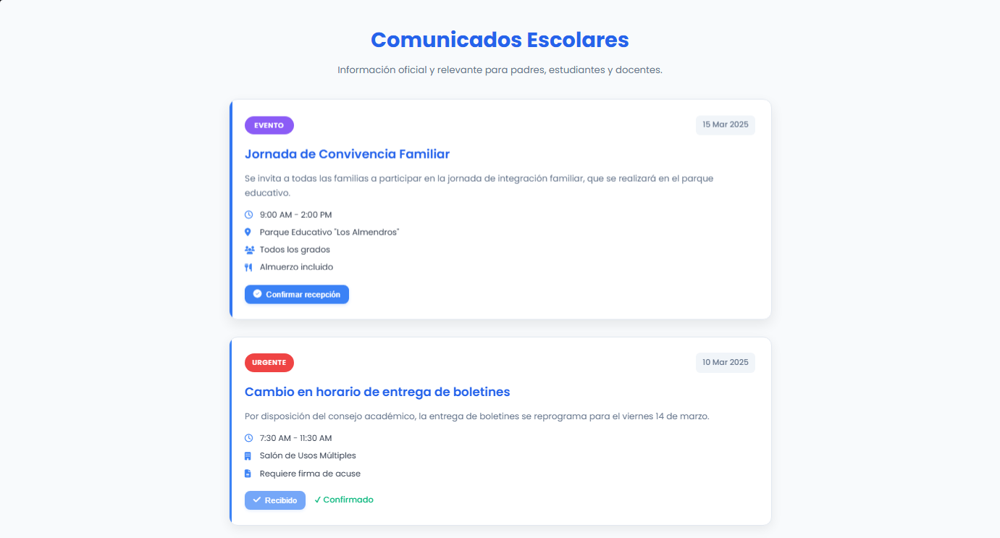 Comunicados Escolares
Información oficial y relevante para padres, estudiantes y docentes.
EVENTO
15 Mar 2025
Jornada de Convivencia Familiar
Se invita a todas las familias a participar en la jornada de integración familiar, que se realizará en el parque
educativo.
9:00 AM - 2:00 PM
Parque Educativo "Los Almendros"
Todos los grados
Almuerzo incluido
Confirmar recepción
URGENTE
10 Mar 2025
Cambio en horario de entrega de boletines
Por disposición del consejo académico, la entrega de boletines se reprograma para el viernes 14 de marzo.
7:30 AM - 11:30 AM
Salón de Usos Múltiples
Requiere firma de acuse
Recibido
✓ Confirmado